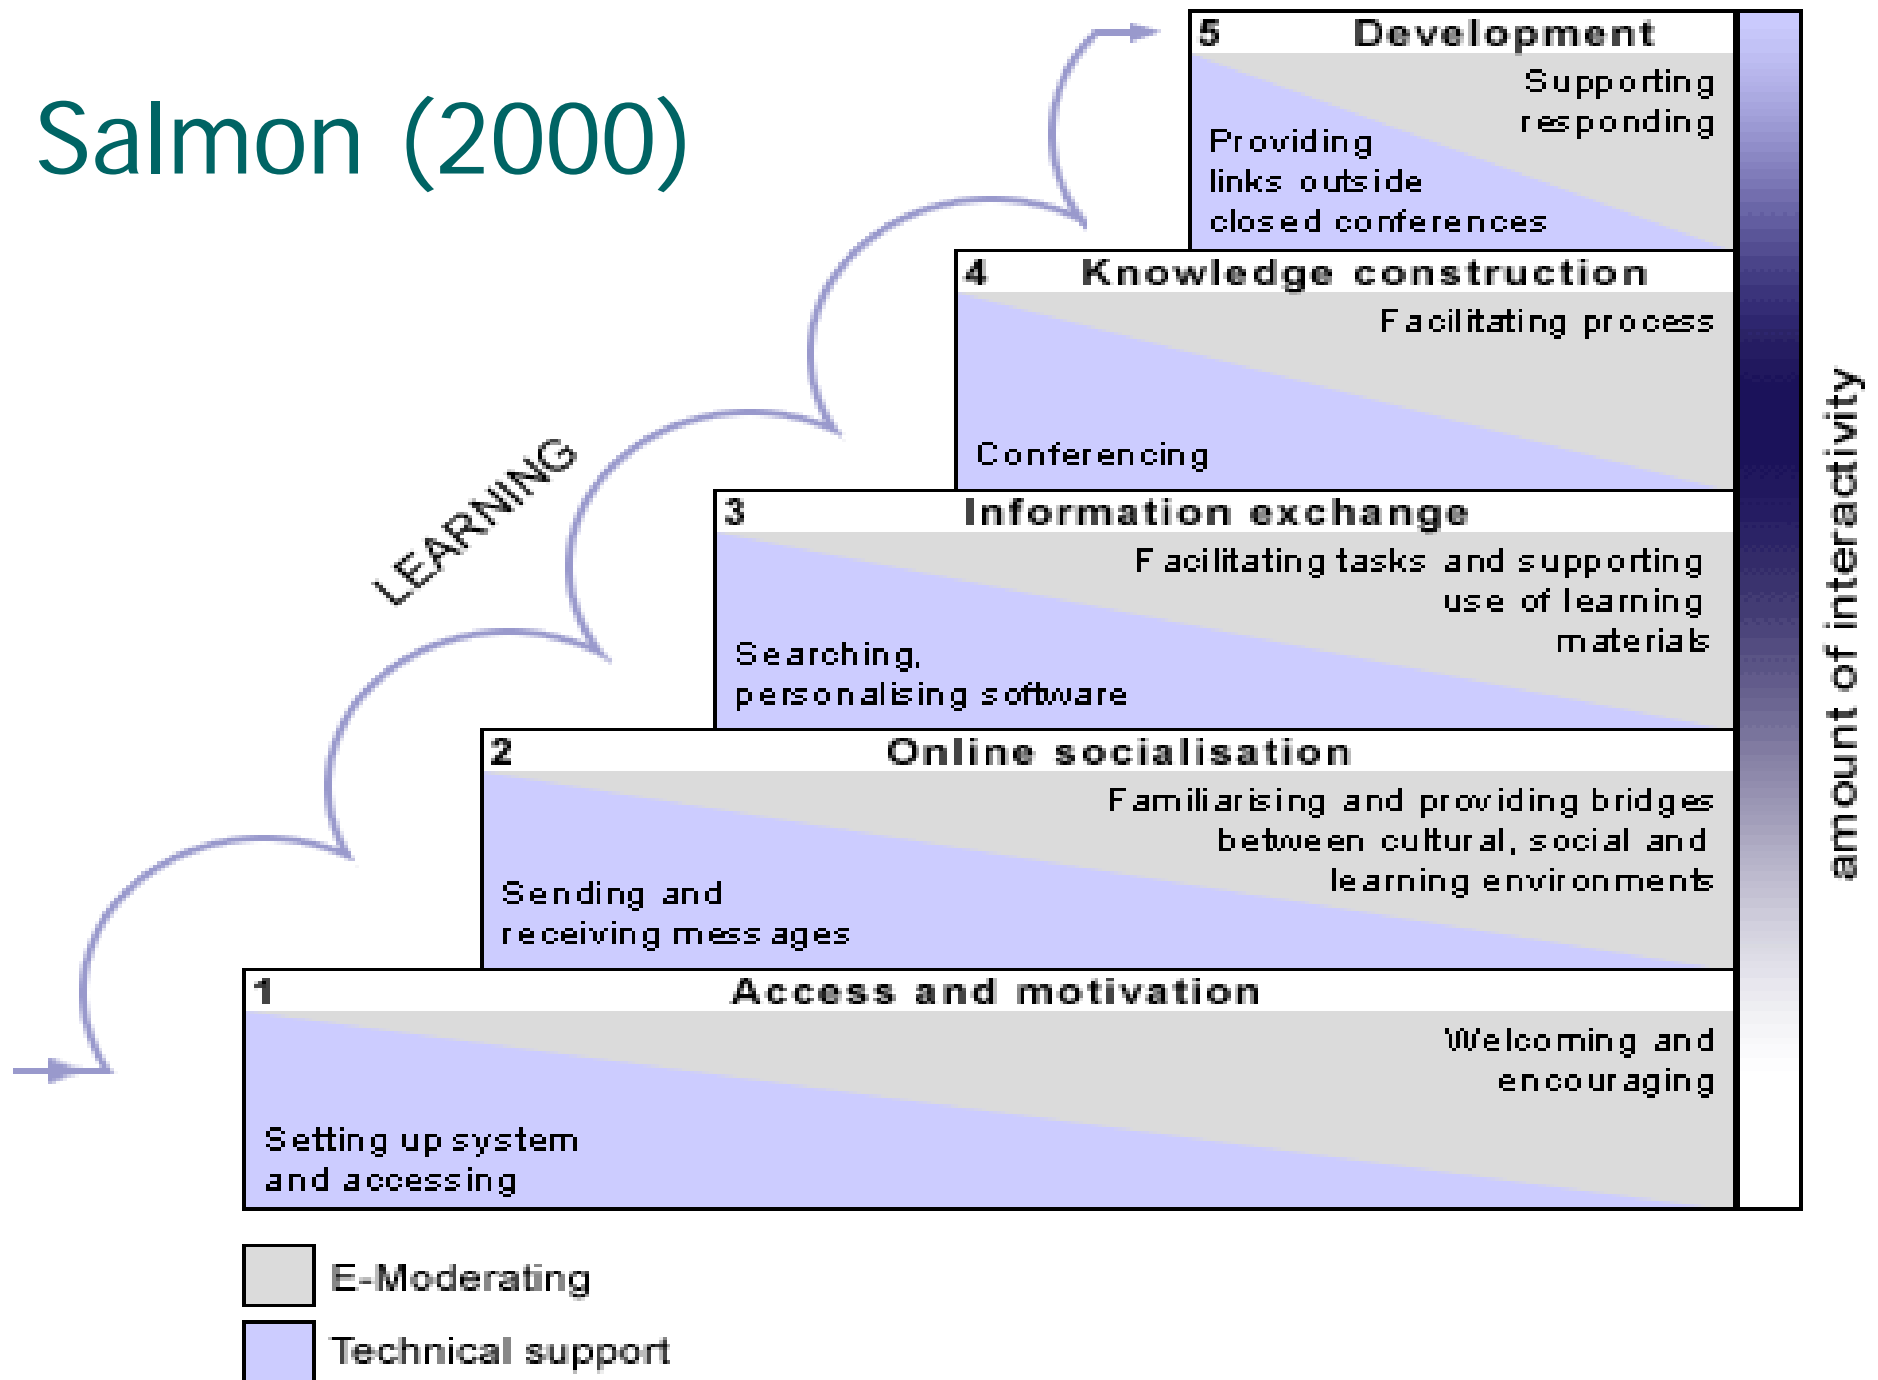 Salmon (2000)
5 Development
Supporting
responding
Providing
links outside
closed conferences
4 Knowledge construction
Facilitating process
Conferencing
LEARNING
3 Information exchange
Facilitating tasks and supporting
use of learning
materials
Searching,
personalising software
2 Online socialisation
Familiarising and providing bridges
between cultural, social and
learning environments
Sending and
receiving messages
1 Access and motivation
Welcoming and
encouraging
Setting up system
and accessing
amount of interactivity
E-Moderating
Technical support